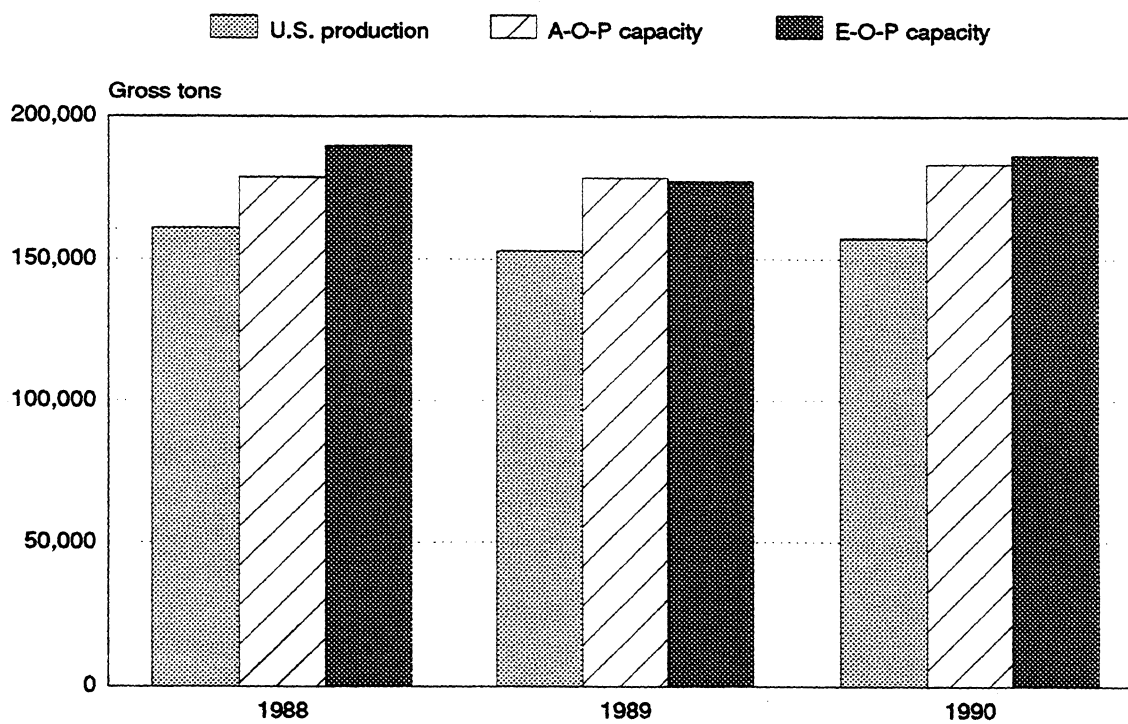 U.S. production A-O-P capacity E-O-P capacity
Gross tons
200,000
150,000
100,000
50,000
0
1988 1989 1990